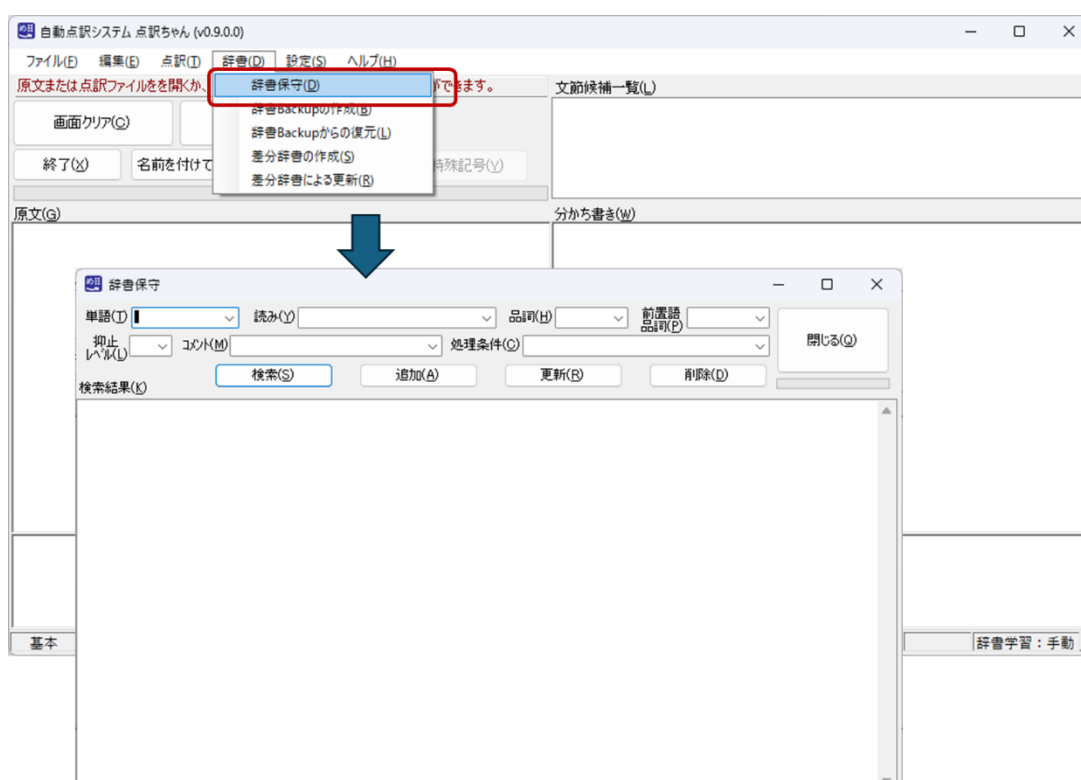 自動点訳システム 点訳ちゃん (v0.9.0.0)
ファイル(F) 編集(E) 点訳(T) 辞書(D) 設定(S) ヘルプ(H)
原文または点訳ファイルをを開くか、
ができます。
文節候補一覧(L)
辞書保守(D)
辞書Backupの作成(B)
辞書Backupからの復元(L)
差分辞書の作成(S)
差分辞書による更新(R)
画面クリア(C)
終了(X) 名前を付けて
特殊記号(Y)
原文(G) 分かち書き(W)
辞書保守
単語(T) 読み(Y) 品詞(H) 前置語品詞(P) 閉じる(Q)
抑止レベル(L) コメント(M) 処理条件(C)
検索(S) 追加(A) 更新(R) 削除(D)
検索結果(K)
基本 辞書学習:手動